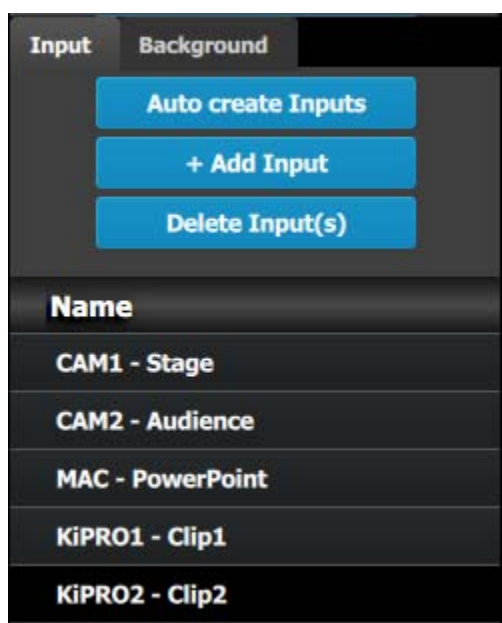 Input Background
Auto create Inputs
+ Add Input
Delete Input(s)
Name
CAM1 - Stage
CAM2 - Audience
MAC - PowerPoint
KiPRO1 - Clip1
KiPRO2 - Clip2